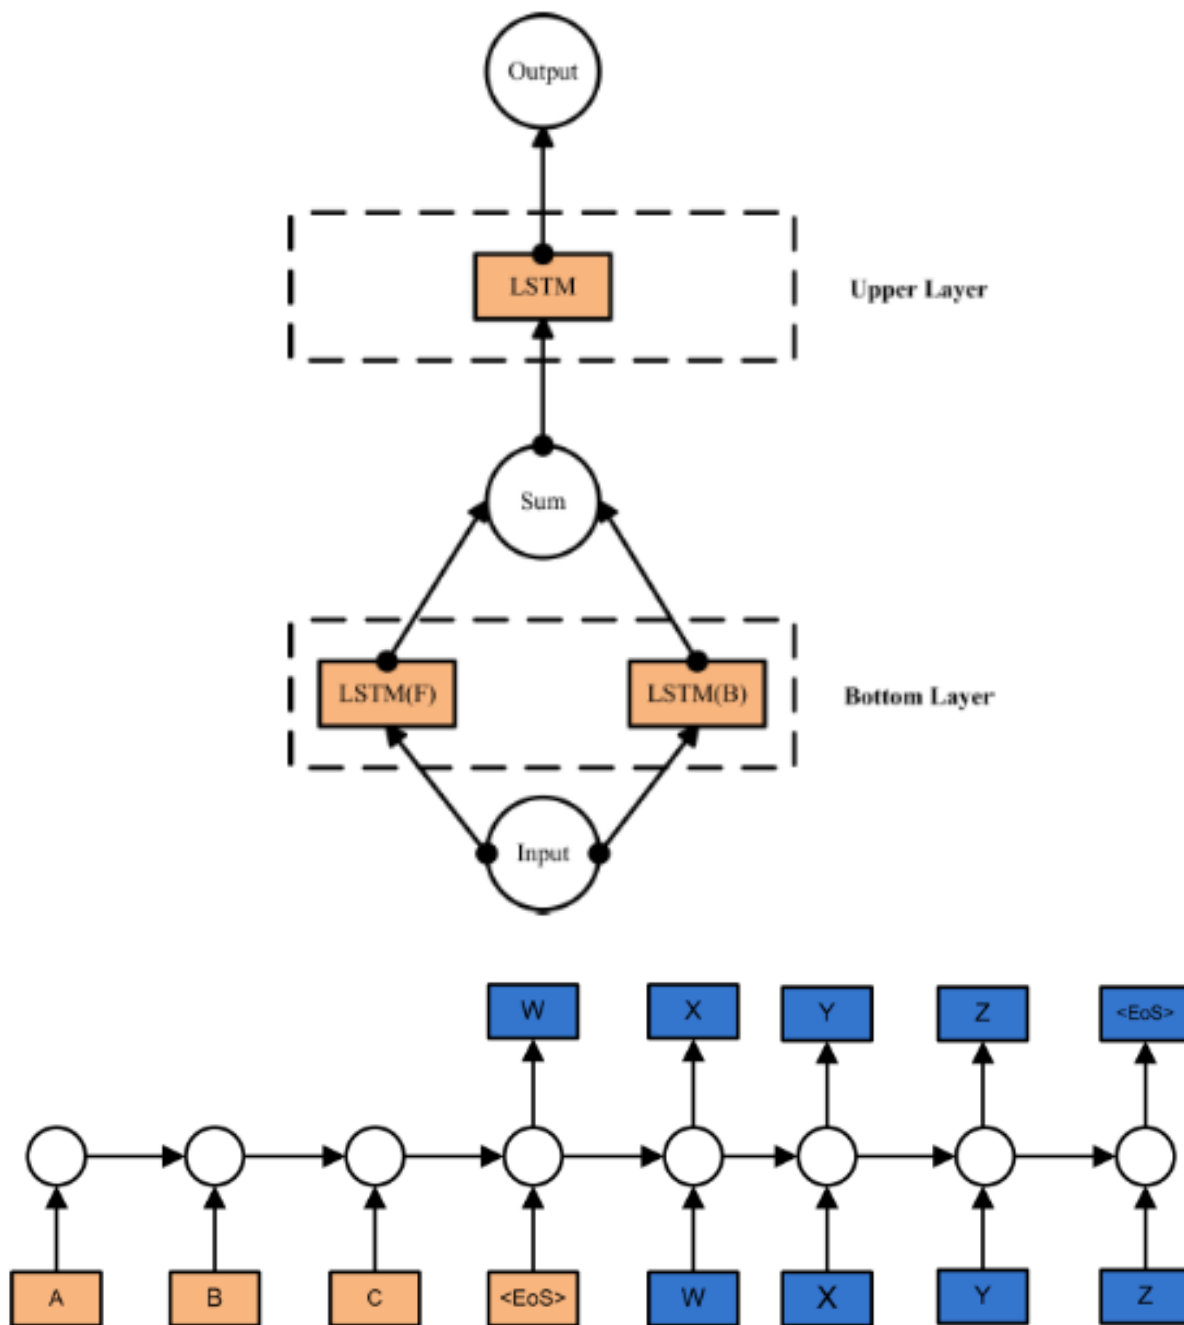 Output
LSTM
Upper Layer
Sum
LSTM(F)
LSTM(B)
Bottom Layer
Input
W
X
Y
Z
<EoS>
A
B
C
<EoS>
W
X
Y
Z